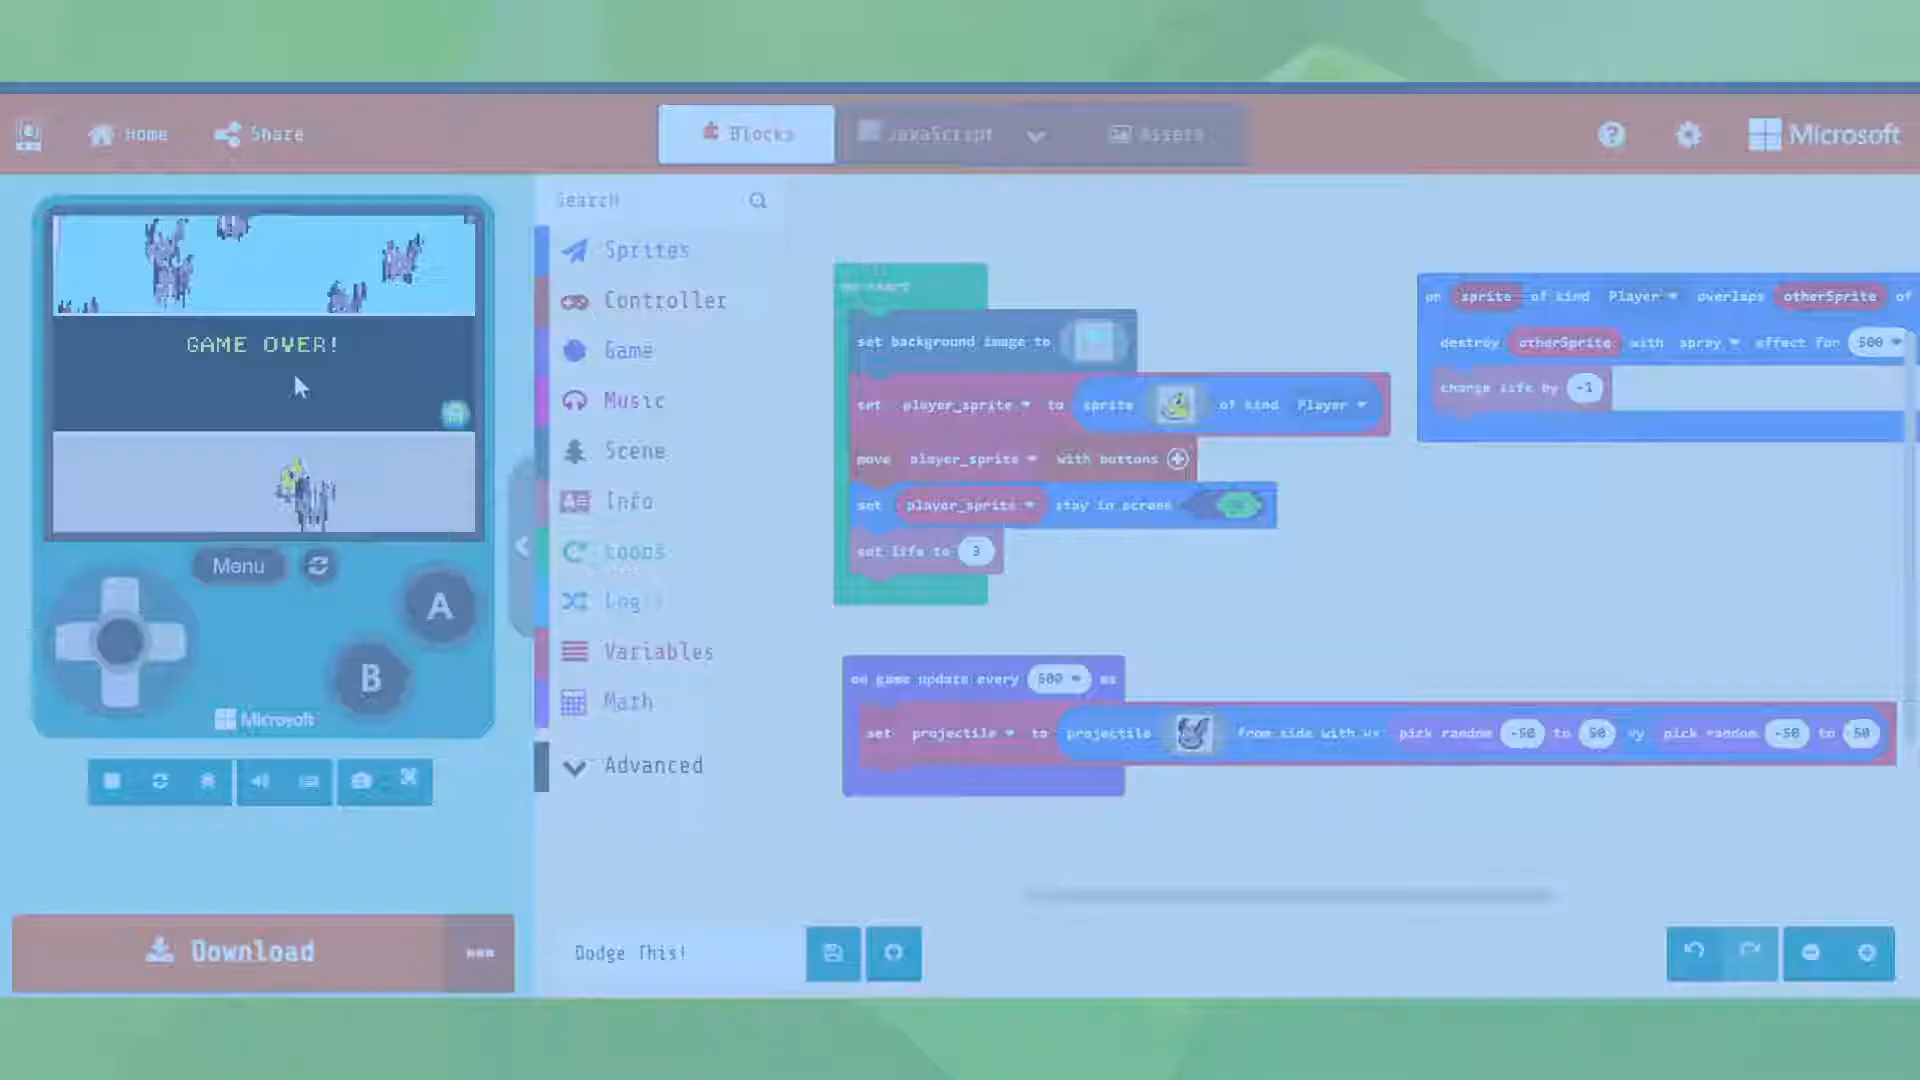 Home
Share
Blocks
JavaScript
Assets
Microsoft
GAME OVER!
Menu
A
B
Microsoft
Search
Sprites
Controller
Game
Music
Scene
Info
Loops
Logi
Variables
Math
Advanced
on start
set background image to
set player_sprite to sprite of kind Player
move player_sprite with buttons
set player_sprite stay in screen
set life to 3
on sprite of kind Player overlaps otherSprite of
destroy otherSprite with spray effect for 500
change life by -1
on game update every 500 ms
set projectile to projectile from side with vx pick random -50 to 50 vy pick random -50 to 50
Download
Dodge This!